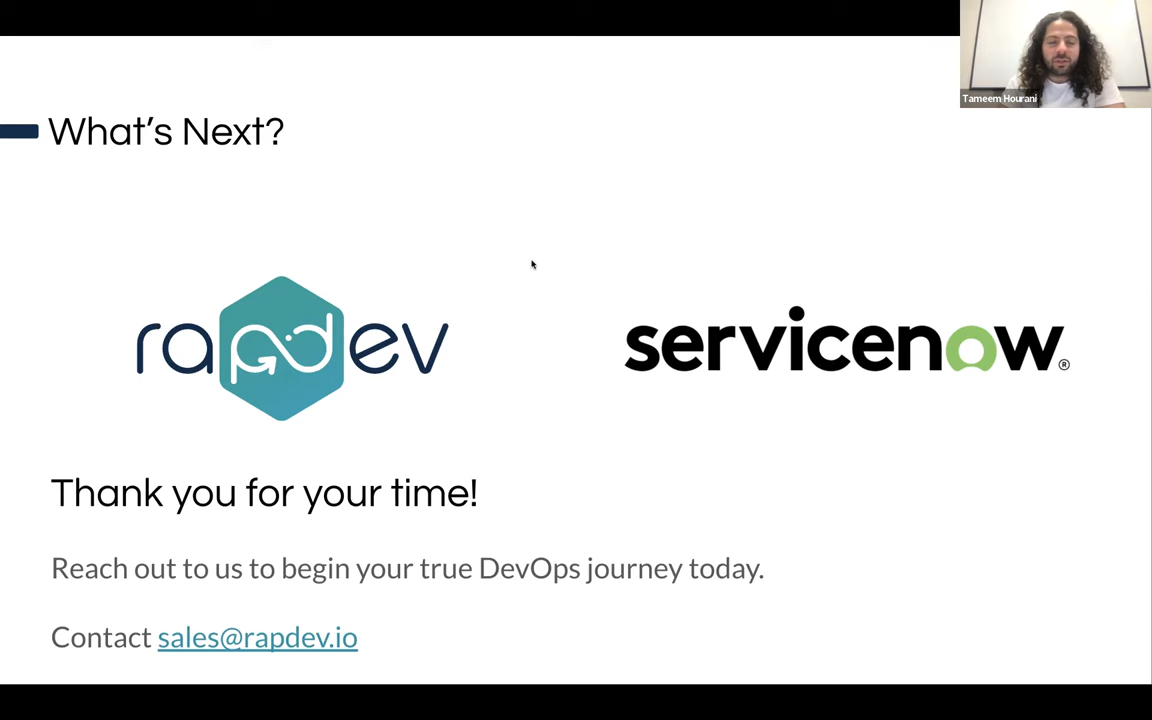 Tameem Hourani
What's Next?
rapdev
servicenow®
Thank you for your time!
Reach out to us to begin your true DevOps journey today.
Contact sales@rapdev.io